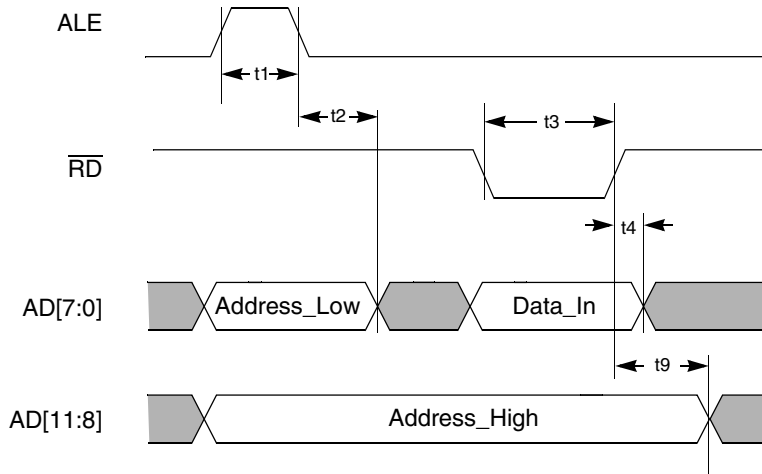 ALE
t1
t2
t3
RD
t4
AD[7:0]
Address_Low
Data_In
t9
AD[11:8]
Address_High